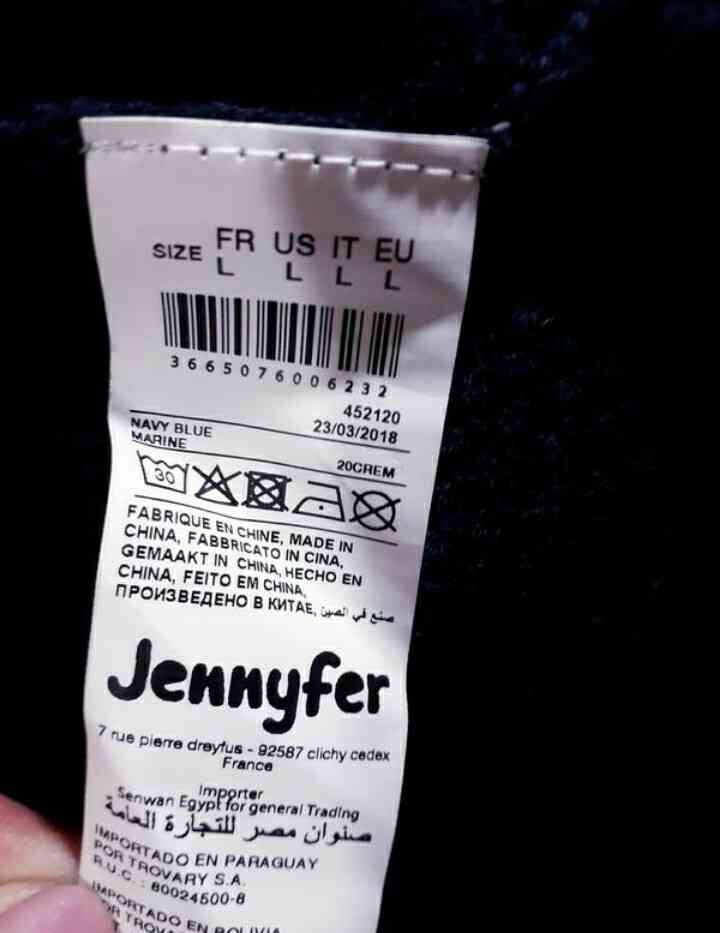 SIZE FR US IT EU
L L L L
3665076006232
452120
NAVY BLUE 23/03/2018
MARINE
20CREM
30
FABRIQUE EN CHINE, MADE IN
CHINA, FABBRICATO IN CINA,
GEMAAKT IN CHINA, HECHO EN
CHINA, FEITO EM CHINA,
ПРОИЗВЕДЕНО В КИТАЕ, صنع في الصين
Jennyfer
7 rue pierre dreyfus - 92587 clichy cedex
France
Importer
Senwan Egypt for general Trading
صنوان مصر للتجارة العامة
IMPORTADO EN PARAGUAY
POR TROVARY S.A.
R.U.C. : 80024500-8
IMPORTADO EN BOLIVIA